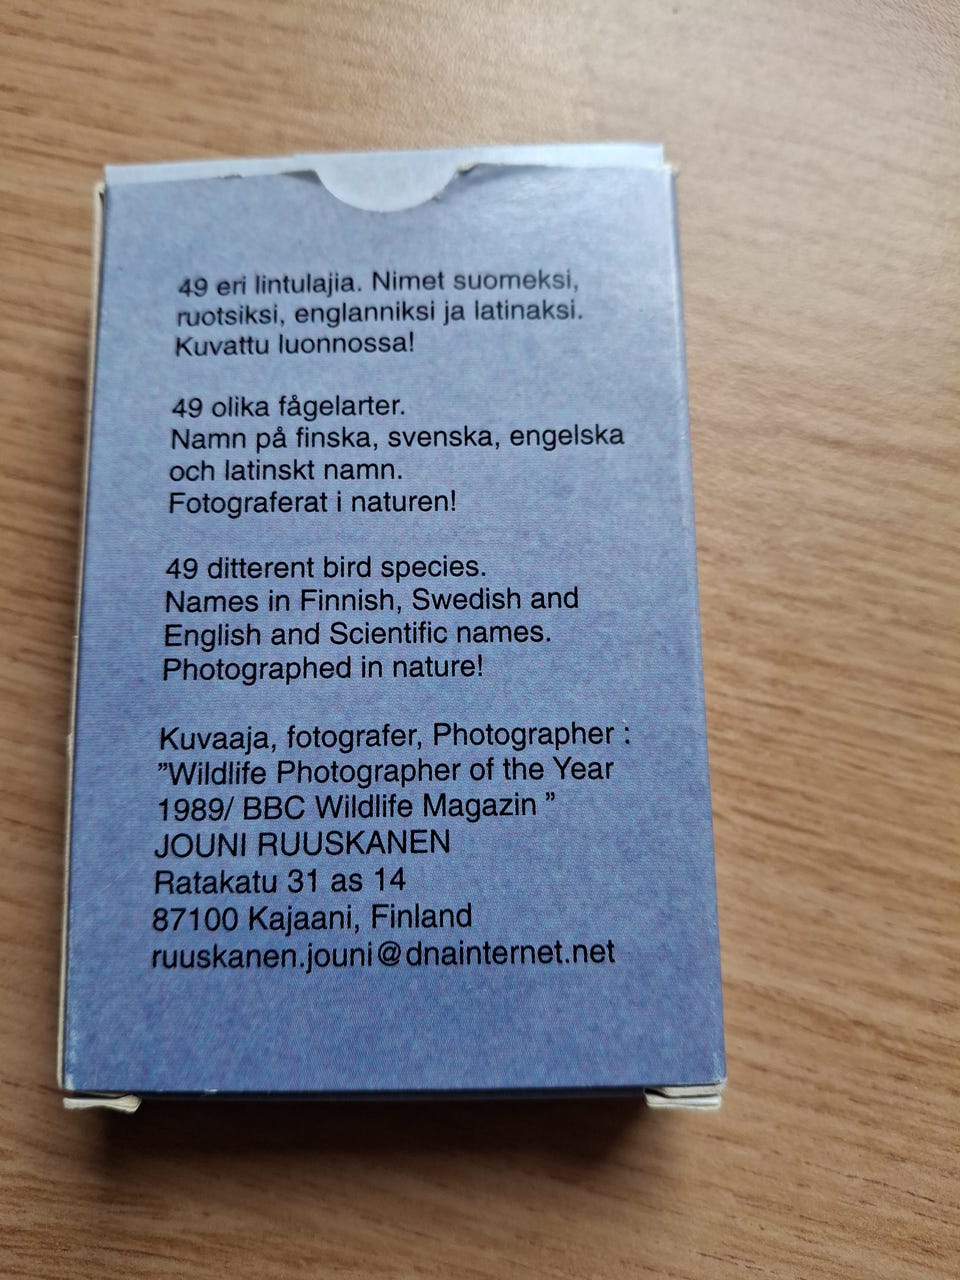 49 eri lintulajia. Nimet suomeksi,
ruotsiksi, englanniksi ja latinaksi.
Kuvattu luonnossa!
49 olika fågelarter.
Namn på finska, svenska, engelska
och latinskt namn.
Fotograferat i naturen!
49 ditterent bird species.
Names in Finnish, Swedish and
English and Scientific names.
Photographed in nature!
Kuvaaja, fotografer, Photographer :
”Wildlife Photographer of the Year
1989/ BBC Wildlife Magazin ”
JOUNI RUUSKANEN
Ratakatu 31 as 14
87100 Kajaani, Finland
ruuskanen.jouni@dnainternet.net